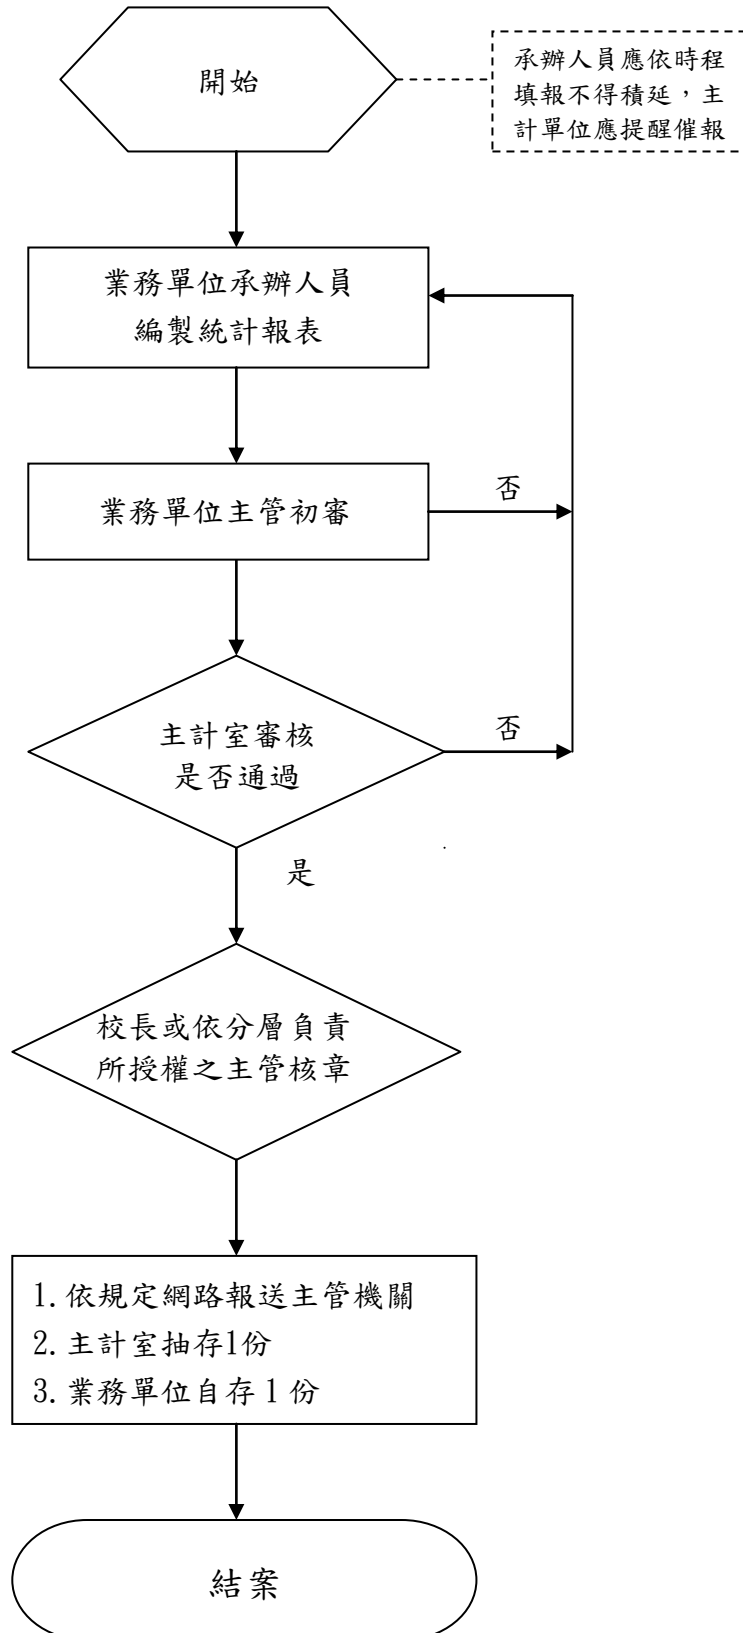 開始
承辦人員應依時程
填報不得積延，主
計單位應提醒催報
業務單位承辦人員
編製統計報表
業務單位主管初審
否
主計室審核
是否通過
否
是
校長或依分層負責
所授權之主管核章
1.依規定網路報送主管機關
2.主計室抽存1份
3.業務單位自存 1 份
結案